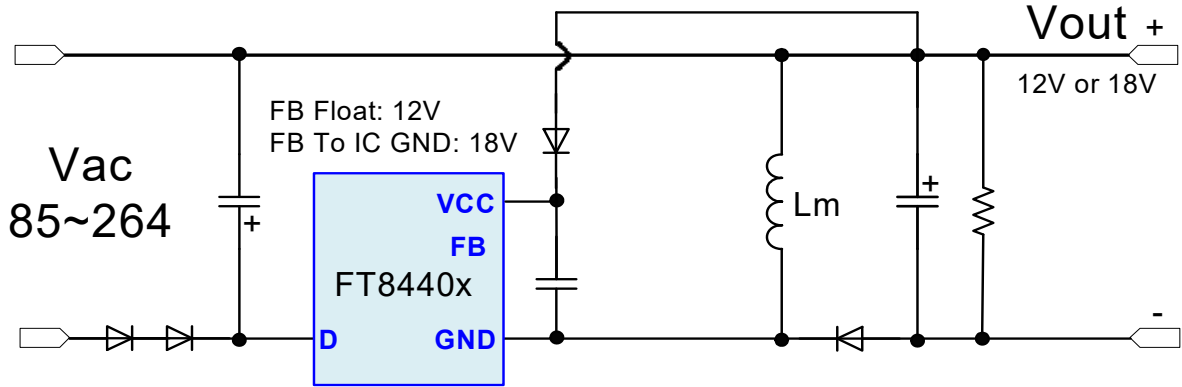 Vout +
12V or 18V
FB Float: 12V
FB To IC GND: 18V
Vac
85~264
+
VCC
FB
FT8440x
D
GND
Lm
+
-